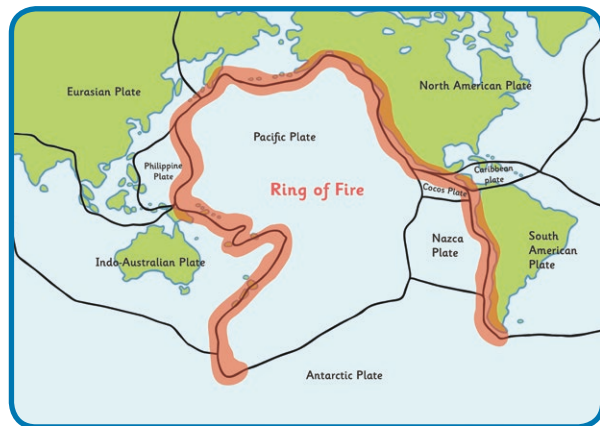 Eurasian Plate
North American Plate
Pacific Plate
Philippine
Plate
Caribbean
plate
Cocos Plate
Ring of Fire
Nazca
Plate
South
American
Plate
Indo-Australian Plate
Antarctic Plate